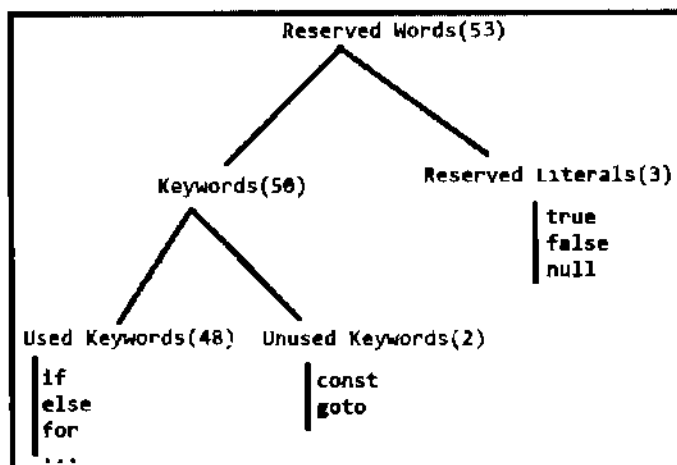 Reserved Words(53)
Keywords(50)
Reserved Literals(3)
true
false
null
Used Keywords(48)
Unused Keywords(2)
if
else
for
...
const
goto